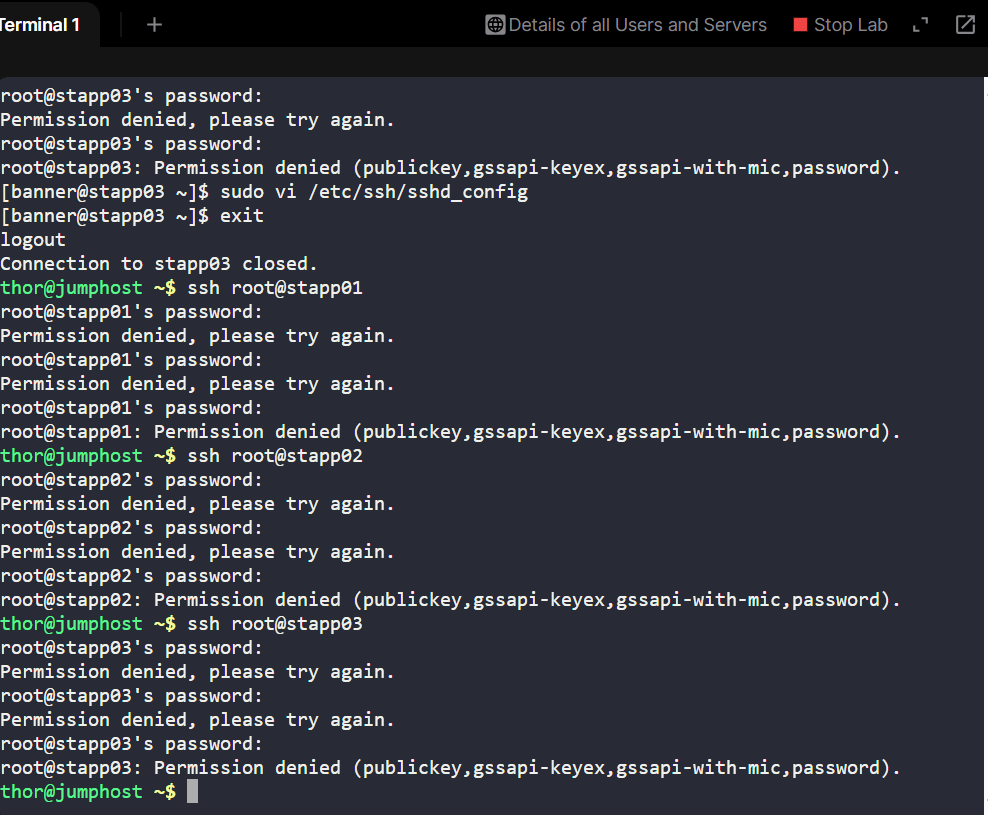 Terminal 1
+
Details of all Users and Servers
Stop Lab
root@stapp03's password:
Permission denied, please try again.
root@stapp03's password:
root@stapp03: Permission denied (publickey,gssapi-keyex,gssapi-with-mic,password).
[banner@stapp03 ~]$ sudo vi /etc/ssh/sshd_config
[banner@stapp03 ~]$ exit
logout
Connection to stapp03 closed.
thor@jumphost ~$ ssh root@stapp01
root@stapp01's password:
Permission denied, please try again.
root@stapp01's password:
Permission denied, please try again.
root@stapp01's password:
root@stapp01: Permission denied (publickey,gssapi-keyex,gssapi-with-mic,password).
thor@jumphost ~$ ssh root@stapp02
root@stapp02's password:
Permission denied, please try again.
root@stapp02's password:
Permission denied, please try again.
root@stapp02's password:
root@stapp02: Permission denied (publickey,gssapi-keyex,gssapi-with-mic,password).
thor@jumphost ~$ ssh root@stapp03
root@stapp03's password:
Permission denied, please try again.
root@stapp03's password:
Permission denied, please try again.
root@stapp03's password:
root@stapp03: Permission denied (publickey,gssapi-keyex,gssapi-with-mic,password).
thor@jumphost ~$